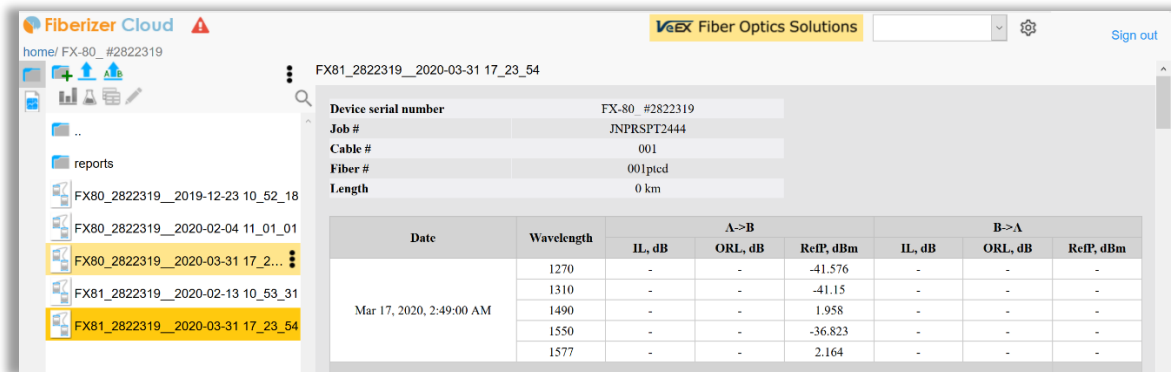 Fiberizer Cloud
VeEX Fiber Optics Solutions
Sign out
home/ FX-80_ #2822319
FX81_2822319__2020-03-31 17_23_54
..
reports
FX80_2822319__2019-12-23 10_52_18
FX80_2822319__2020-02-04 11_01_01
FX80_2822319__2020-03-31 17_2...
FX81_2822319__2020-02-13 10_53_31
FX81_2822319__2020-03-31 17_23_54
Device serial number FX-80_ #2822319
Job # JNPRSPT2444
Cable # 001
Fiber # 001ptcd
Length 0 km
Date Wavelength A->B B->A
IL, dB ORL, dB RefP, dBm IL, dB ORL, dB RefP, dBm
Mar 17, 2020, 2:49:00 AM
1270 - - -41.576 - - -
1310 - - -41.15 - - -
1490 - - 1.958 - - -
1550 - - -36.823 - - -
1577 - - 2.164 - - -